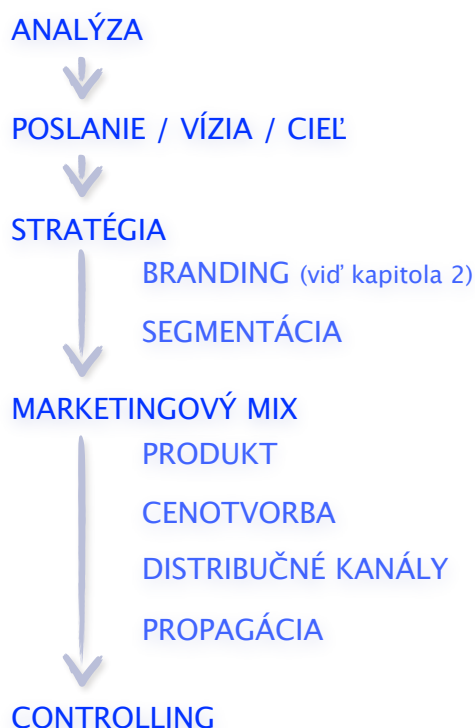 ANALÝZA
POSLANIE / VÍZIA / CIEĽ
STRATÉGIA
BRANDING (viď kapitola 2)
SEGMENTÁCIA
MARKETINGOVÝ MIX
PRODUKT
CENOTVORBA
DISTRIBUČNÉ KANÁLY
PROPAGÁCIA
CONTROLLING